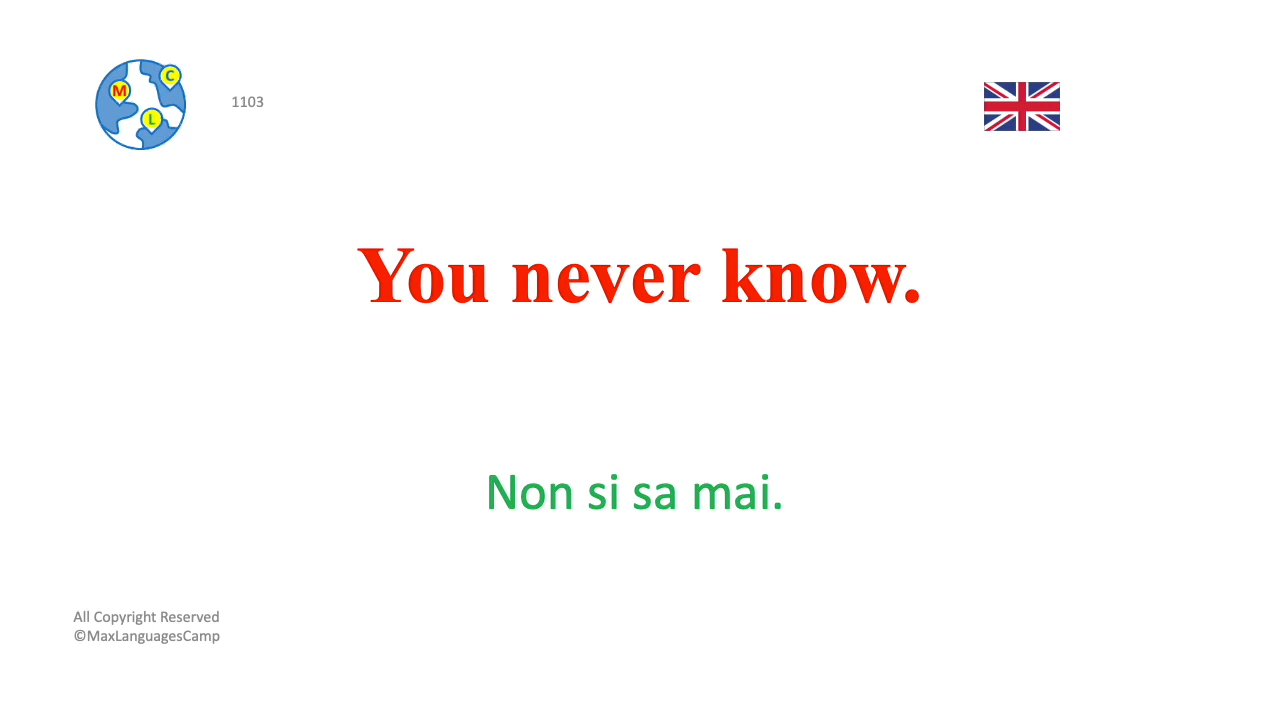 M
C
L
1103
You never know.
Non si sa mai.
All Copyright Reserved
©MaxLanguagesCamp